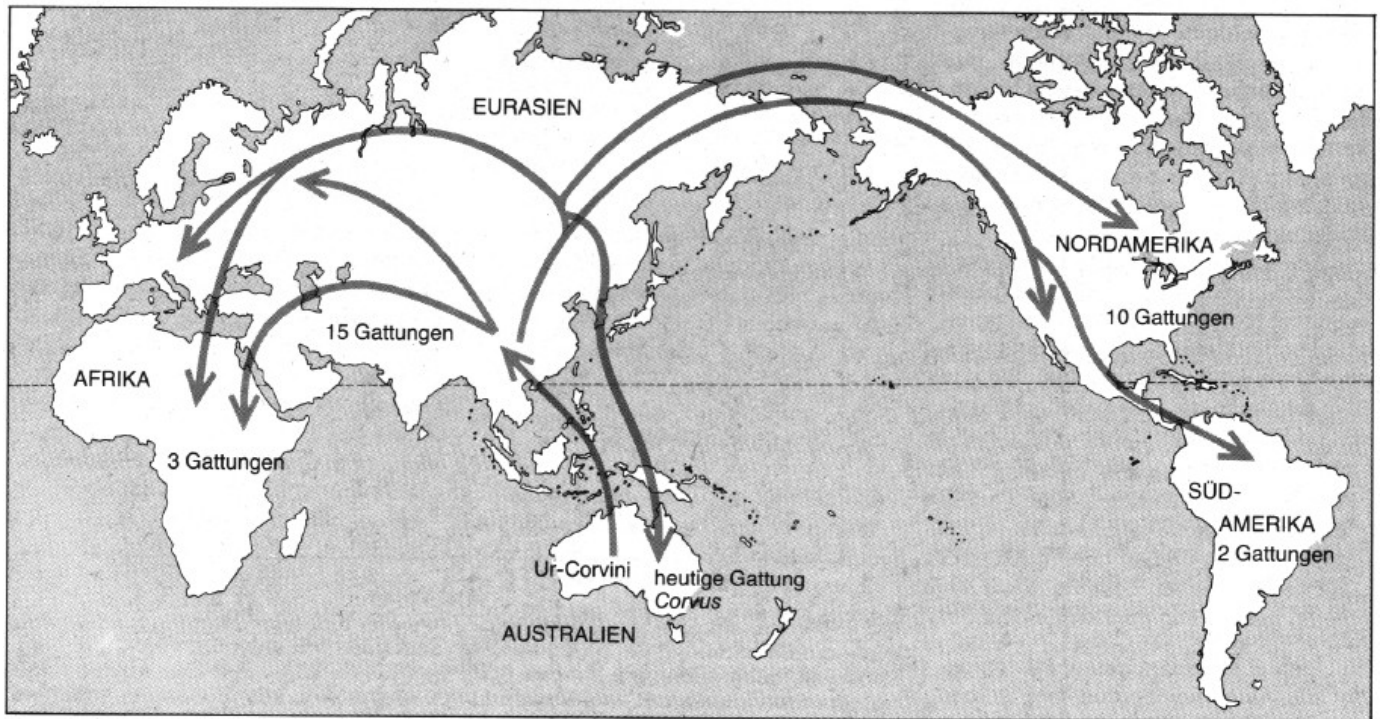 EURASIEN
NORDAMERIKA
15 Gattungen
10 Gattungen
AFRIKA
3 Gattungen
SÜD-
AMERIKA
2 Gattungen
Ur-Corvini
heutige Gattung
Corvus
AUSTRALIEN